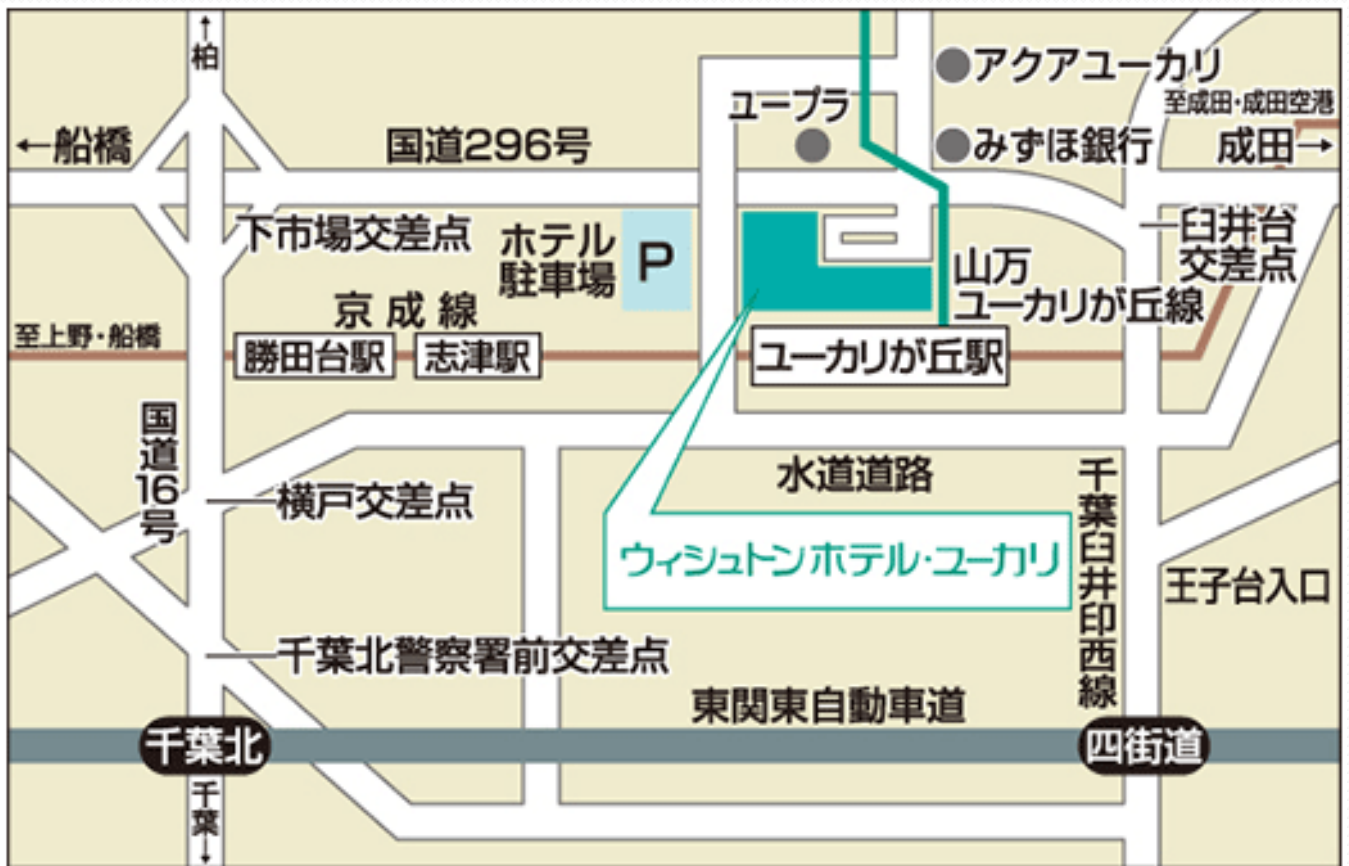 ↑柏
アクアユーカリ
ユープラ
至成田・成田空港
←船橋
国道296号
みずほ銀行
成田→
下市場交差点
ホテル
駐車場
P
臼井台
交差点
山万
ユーカリが丘線
京成線
至上野・船橋
勝田台駅
志津駅
ユーカリが丘駅
国道16号
水道道路
横戸交差点
千葉臼井印西線
ウィシュトンホテル・ユーカリ
王子台入口
千葉北警察署前交差点
東関東自動車道
千葉北
四街道
千葉↓